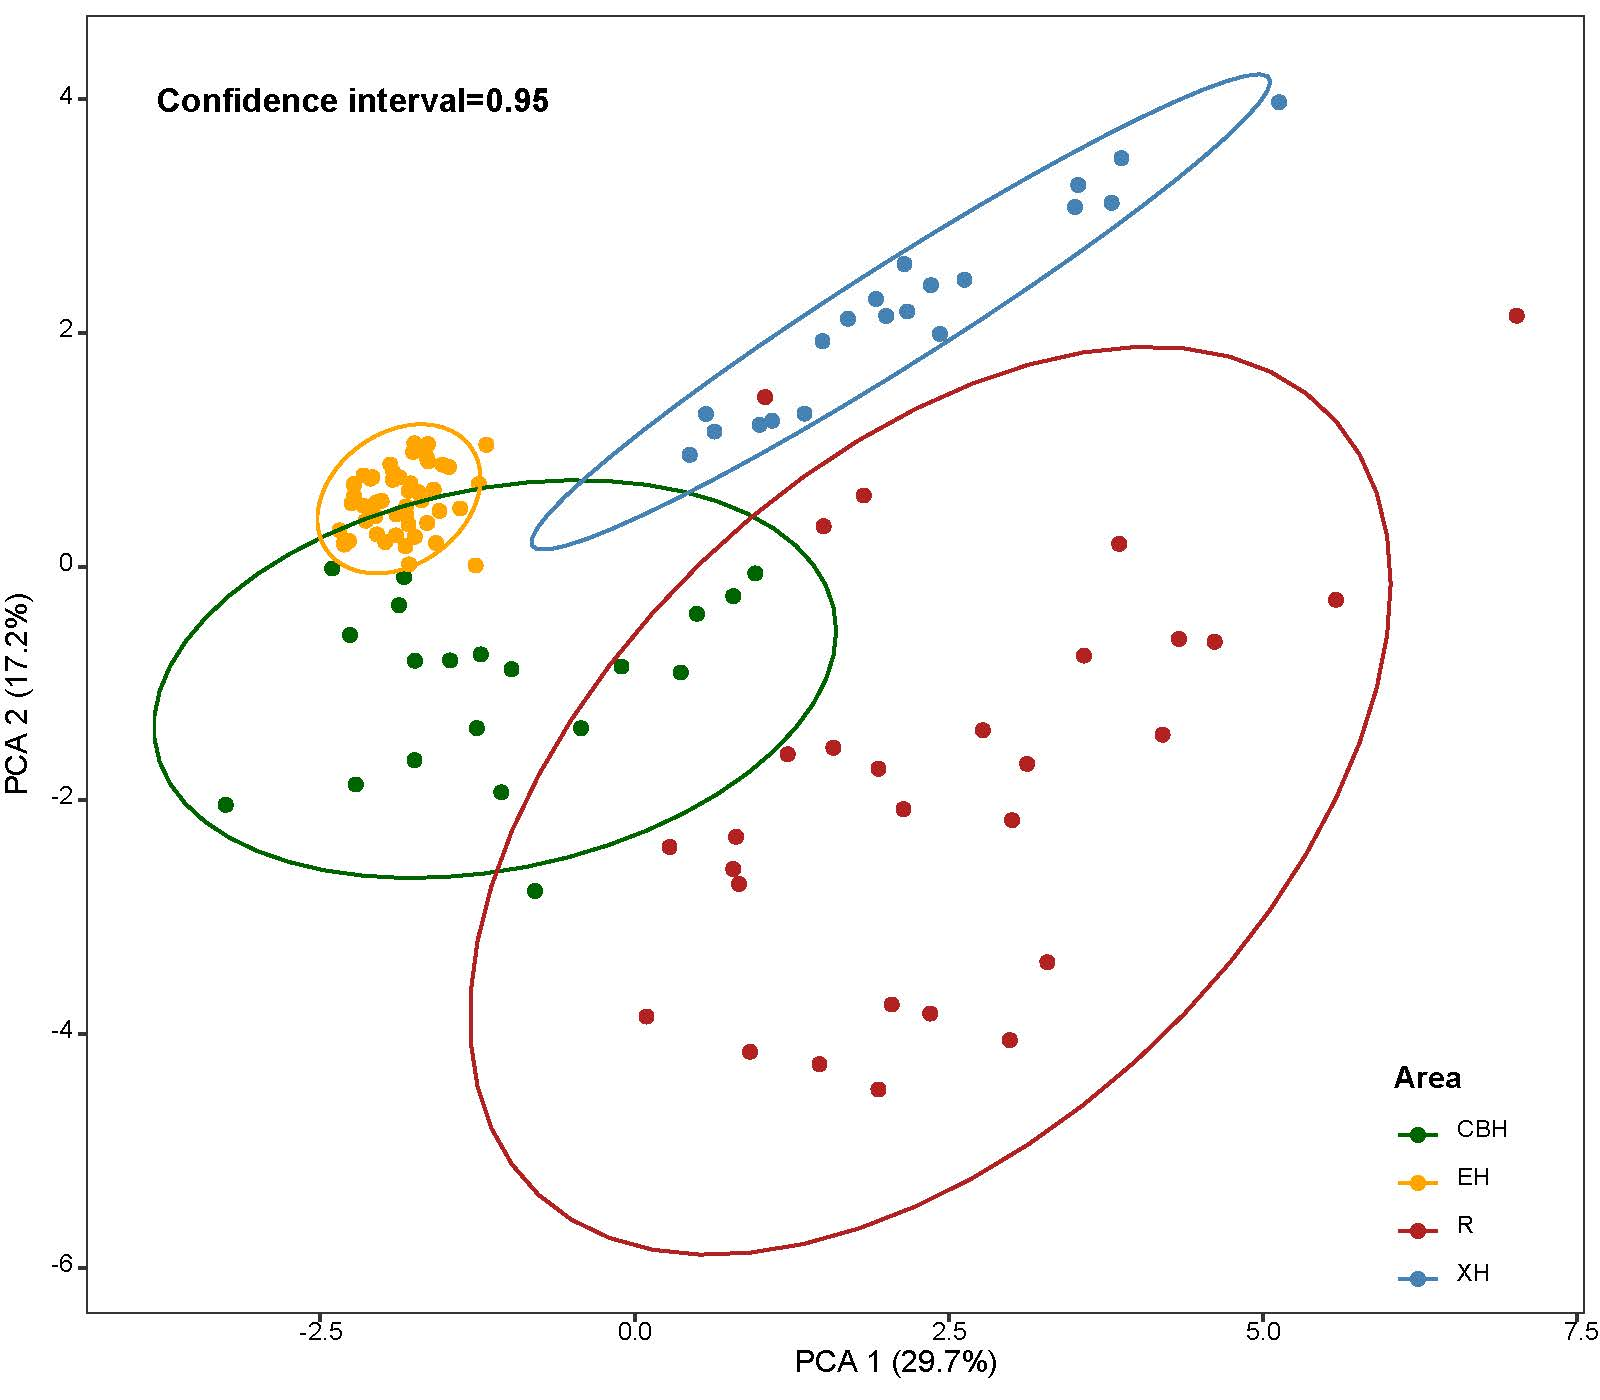 Confidence interval=0.95
4
2
0
-2
-4
-6
PCA 2 (17.2%)
-2.5
0.0
2.5
5.0
7.5
PCA 1 (29.7%)
Area
CBH
EH
R
XH